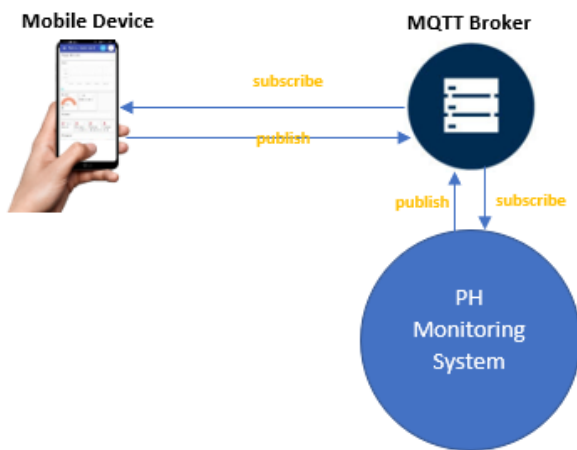 Mobile Device
MQTT Broker
subscribe
publish
publish
subscribe
PH
Monitoring
System